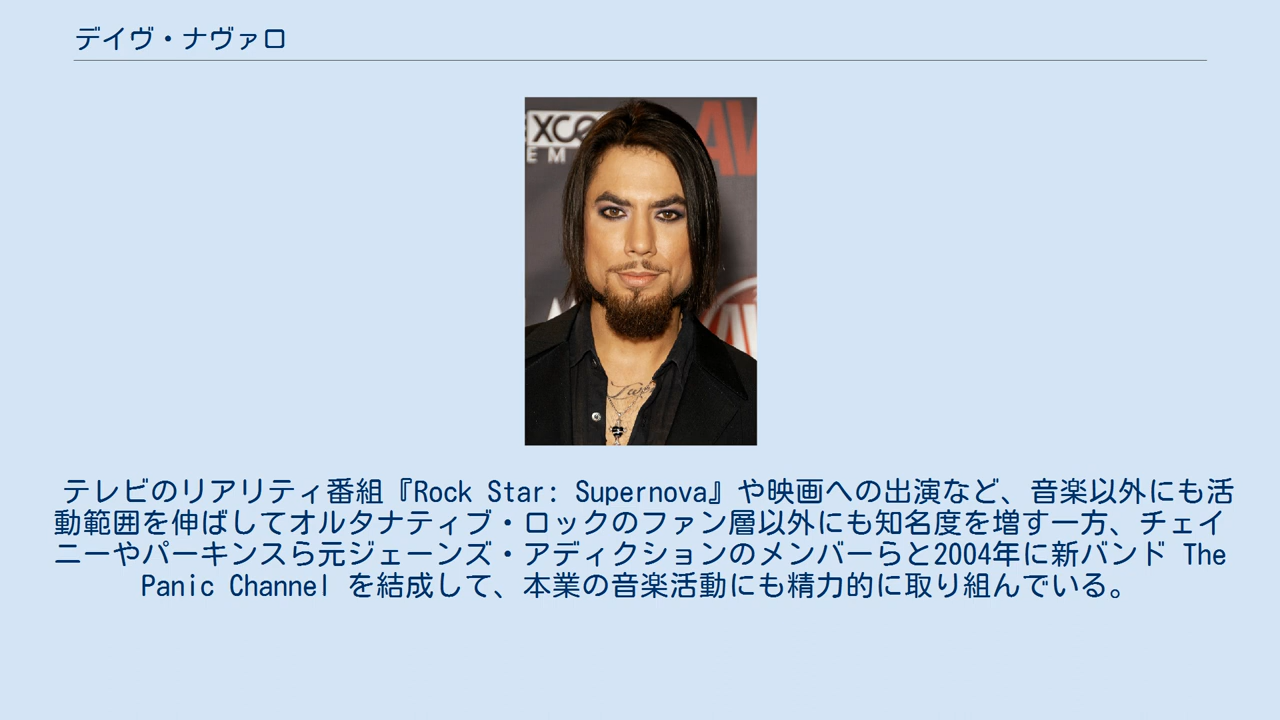 デイヴ・ナヴァロ
XCO
EM
AV
テレビのリアリティ番組『Rock Star: Supernova』や映画への出演など、音楽以外にも活
動範囲を伸ばしてオルタナティブ・ロックのファン層以外にも知名度を増す一方、チェイ
ニーやパーキンスら元ジェーンズ・アディクションのメンバーらと2004年に新バンド The
Panic Channel を結成して、本業の音楽活動にも精力的に取り組んでいる。